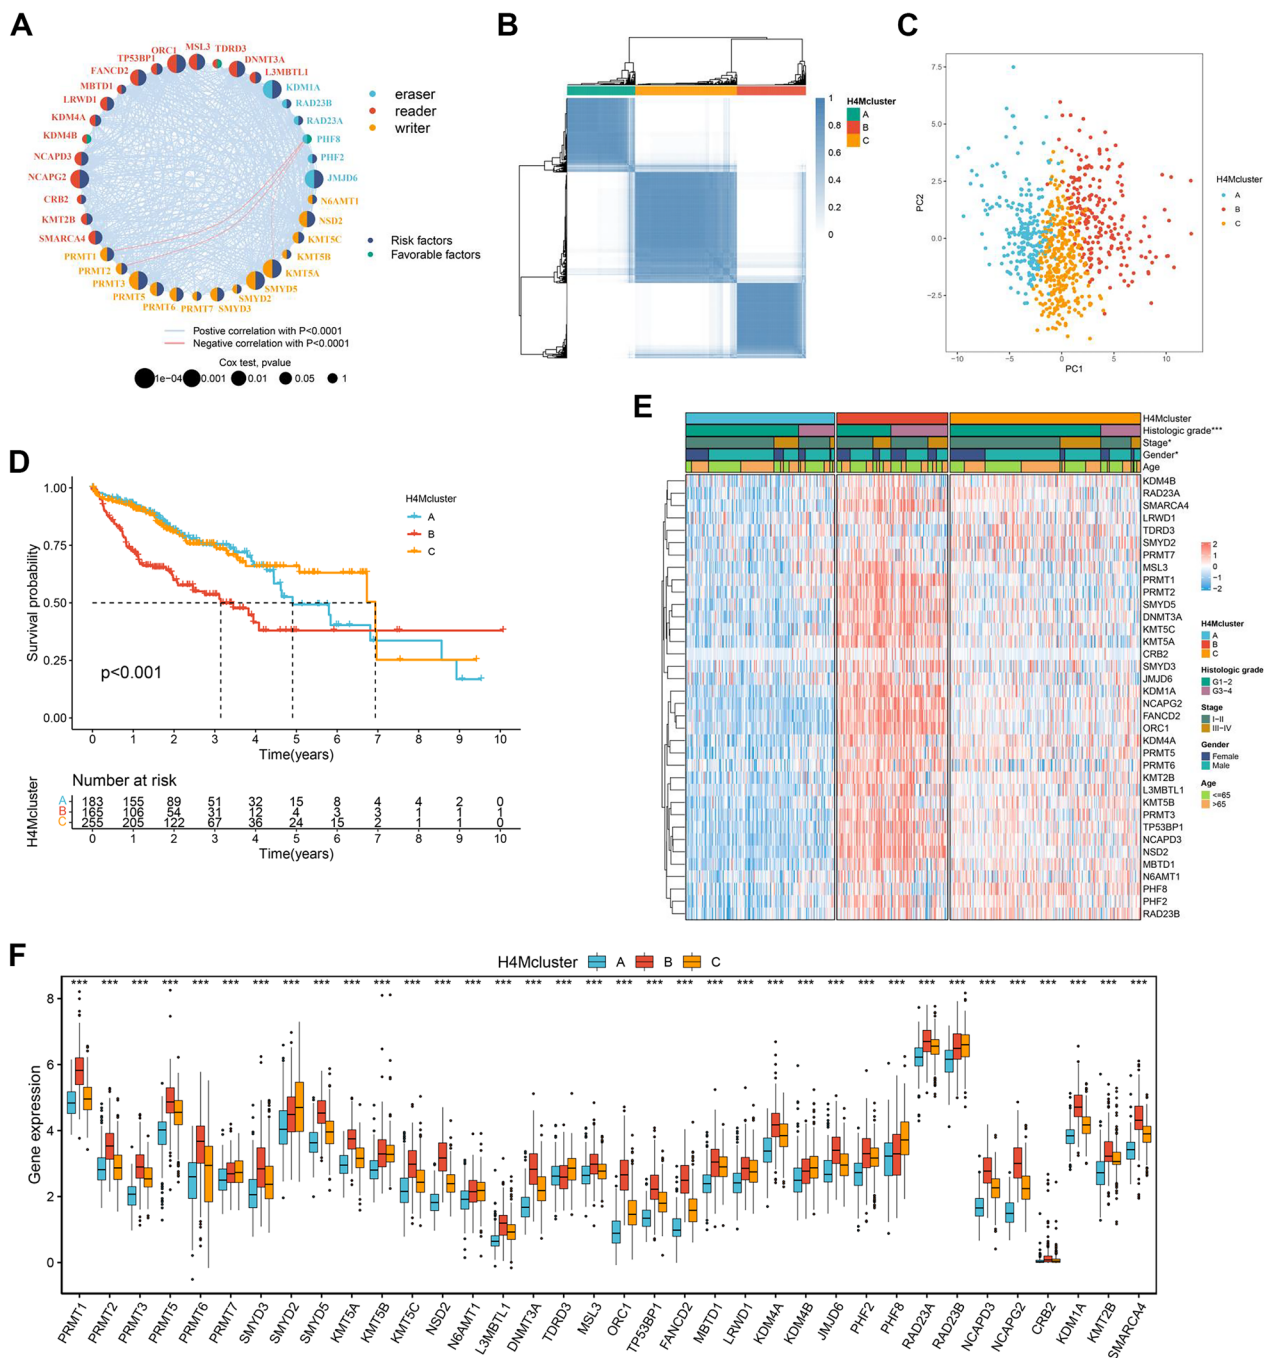 A
ORC1
MSL3
TDRD3
TP53BP1
DNMT3A
FANCD2
L3MBTL1
MBTD1
KDM1A
LRWD1
RAD23B
KDM4A
RAD23A
KDM4B
PHF8
NCAPD3
PHF2
NCAPG2
JMJD6
CRB2
N6AMT1
KMT2B
NSD2
SMARCA4
KMT5C
PRMT1
KMT5B
PRMT2
KMT5A
PRMT3
SMYD5
PRMT5
SMYD2
PRMT6
PRMT7
SMYD3
eraser
reader
writer
Risk factors
Favorable factors
Postive correlation with P<0.0001
Negative correlation with P<0.0001
Cox test, pvalue
1e-04 0.001 0.01 0.05 1
B
1
0.8
0.6
0.4
0.2
0
H4Mcluster
A
B
C
C
7.5
5.0
2.5
0.0
−2.5
PC2
−10 −5 0 5 10
PC1
H4Mcluster
A
B
C
D
Survival probability
1.00
0.75
0.50
0.25
0.00
H4Mcluster
A
B
C
p<0.001
0 1 2 3 4 5 6 7 8 9 10
Time(years)
Number at risk
H4Mcluster
A 183 155 89 51 32 15 8 4 4 2 0
B 165 106 54 31 12 4 3 3 1 1 1
C 255 205 122 67 36 24 15 2 1 1 0
0 1 2 3 4 5 6 7 8 9 10
Time(years)
E
H4Mcluster
Histologic grade***
Stage*
Gender*
Age
KDM4B
RAD23A
SMARCA4
LRWD1
TDRD3
SMYD2
PRMT7
MSL3
PRMT1
PRMT2
SMYD5
DNMT3A
KMT5C
KMT5A
CRB2
SMYD3
JMJD6
KDM1A
NCAPG2
FANCD2
ORC1
KDM4A
PRMT5
PRMT6
KMT2B
L3MBTL1
KMT5B
PRMT3
TP53BP1
NCAPD3
NSD2
MBTD1
N6AMT1
PHF8
PHF2
RAD23B
2
1
0
−1
−2
H4Mcluster
A
B
C
Histologic grade
G1−2
G3−4
Stage
I−II
III−IV
Gender
Female
Male
Age
<=65
>65
F
H4Mcluster A B C
*** *** *** *** *** *** *** *** *** *** *** *** *** *** *** *** *** *** *** *** *** *** *** *** *** *** *** *** *** *** *** *** *** *** *** ***
Gene expression
8
6
4
2
0
PRMT1
PRMT2
PRMT3
PRMT5
PRMT6
PRMT7
SMYD3
SMYD2
SMYD5
KMT5A
KMT5B
KMT5C
NSD2
N6AMT1
L3MBTL1
DNMT3A
TDRD3
MSL3
ORC1
TP53BP1
FANCD2
MBTD1
LRWD1
KDM4A
KDM4B
JMJD6
PHF2
PHF8
RAD23A
RAD23B
NCAPD3
NCAPG2
CRB2
KDM1A
KMT2B
SMARCA4